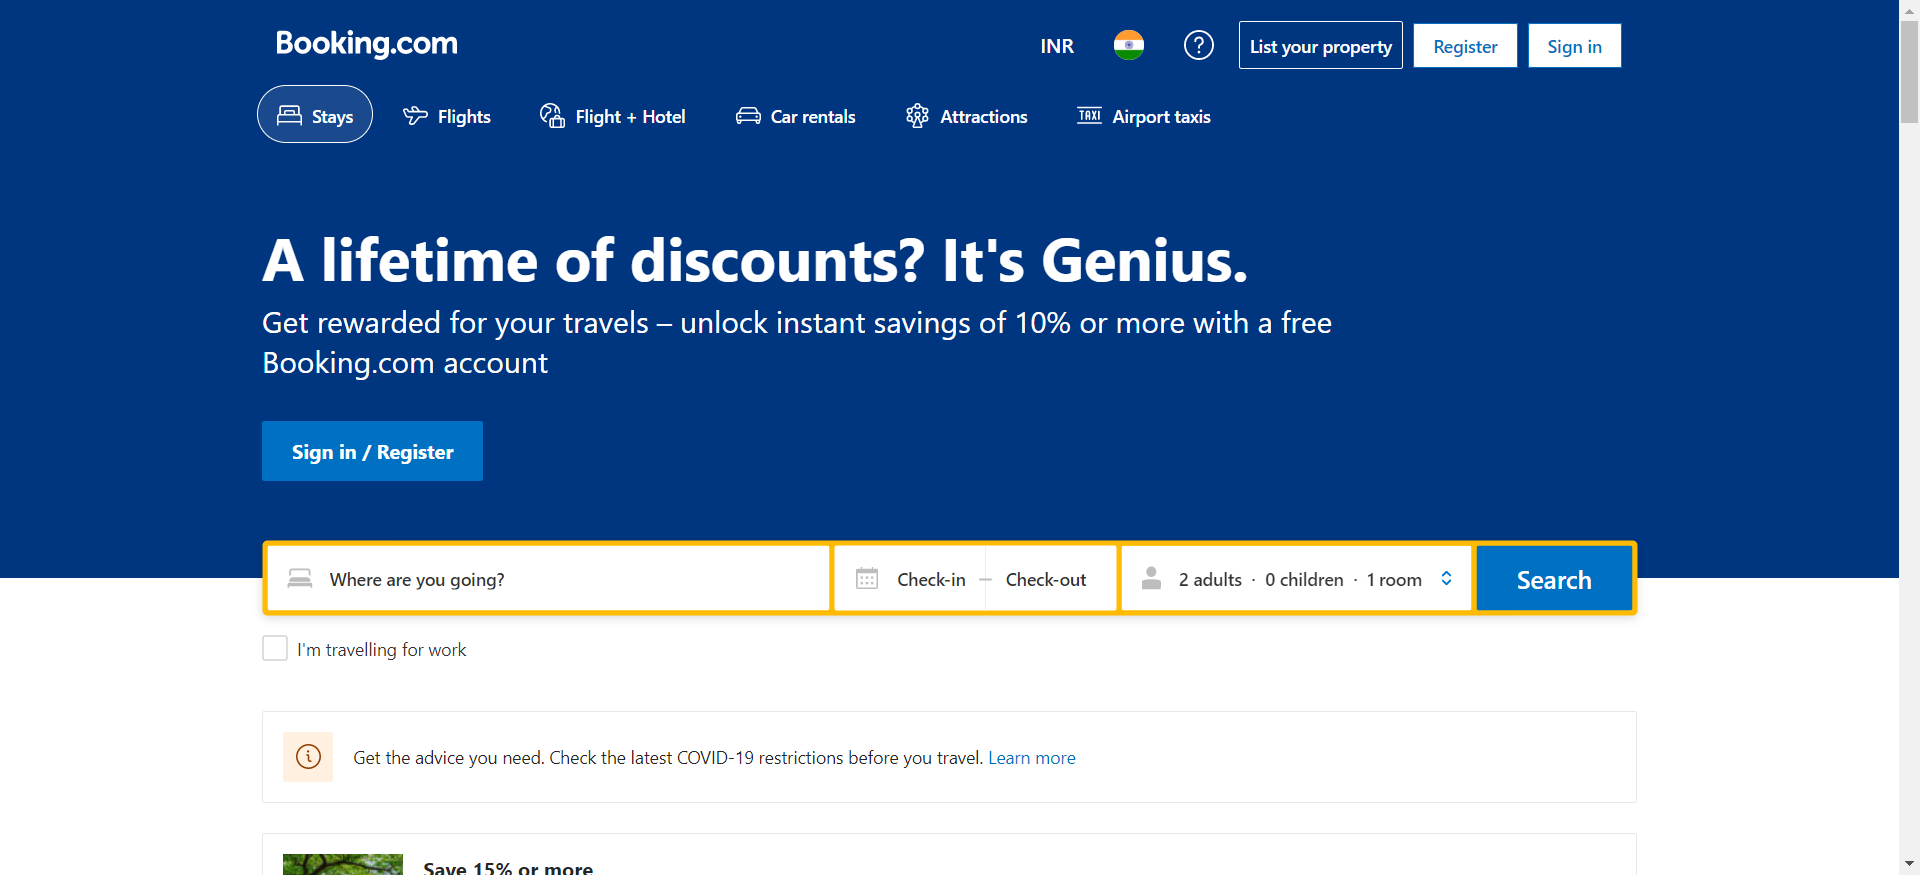 Booking.com
INR
List your property
Register
Sign in
Stays
Flights
Flight + Hotel
Car rentals
Attractions
TAXI
Airport taxis
A lifetime of discounts? It's Genius.
Get rewarded for your travels – unlock instant savings of 10% or more with a free
Booking.com account
Sign in / Register
Where are you going?
Check-in — Check-out
2 adults · 0 children · 1 room
Search
I'm travelling for work
Get the advice you need. Check the latest COVID-19 restrictions before you travel. Learn more
Save 15% or more